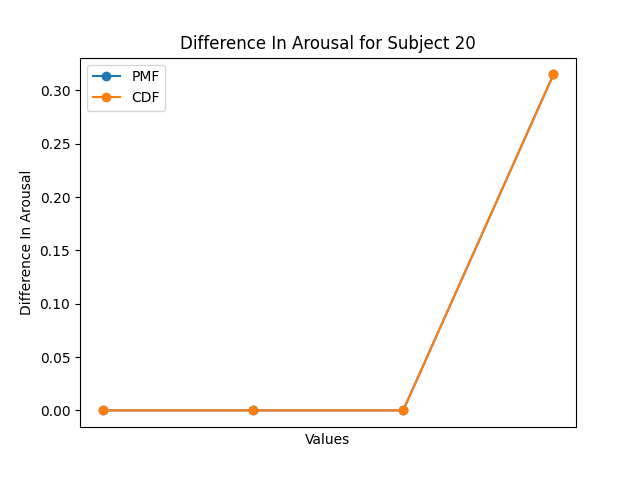 Difference In Arousal for Subject 20
PMF
CDF
0.30
0.25
0.20
0.15
0.10
0.05
0.00
Difference In Arousal
Values